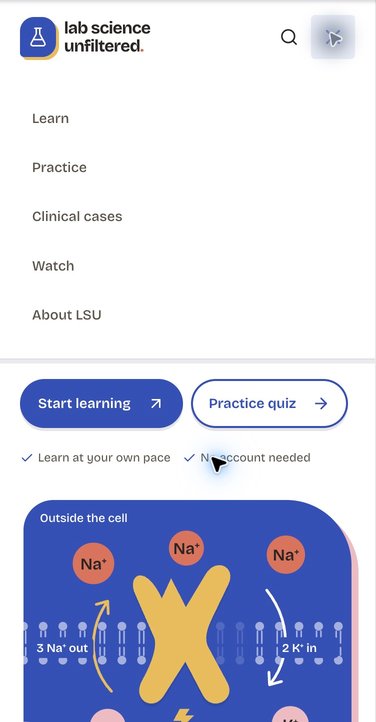 lab science
unfiltered.
Learn
Practice
Clinical cases
Watch
About LSU
Start learning
Practice quiz
Learn at your own pace
account needed
Outside the cell
Na⁺
Na⁺
Na⁺
3 Na⁺ out
2 K⁺ in